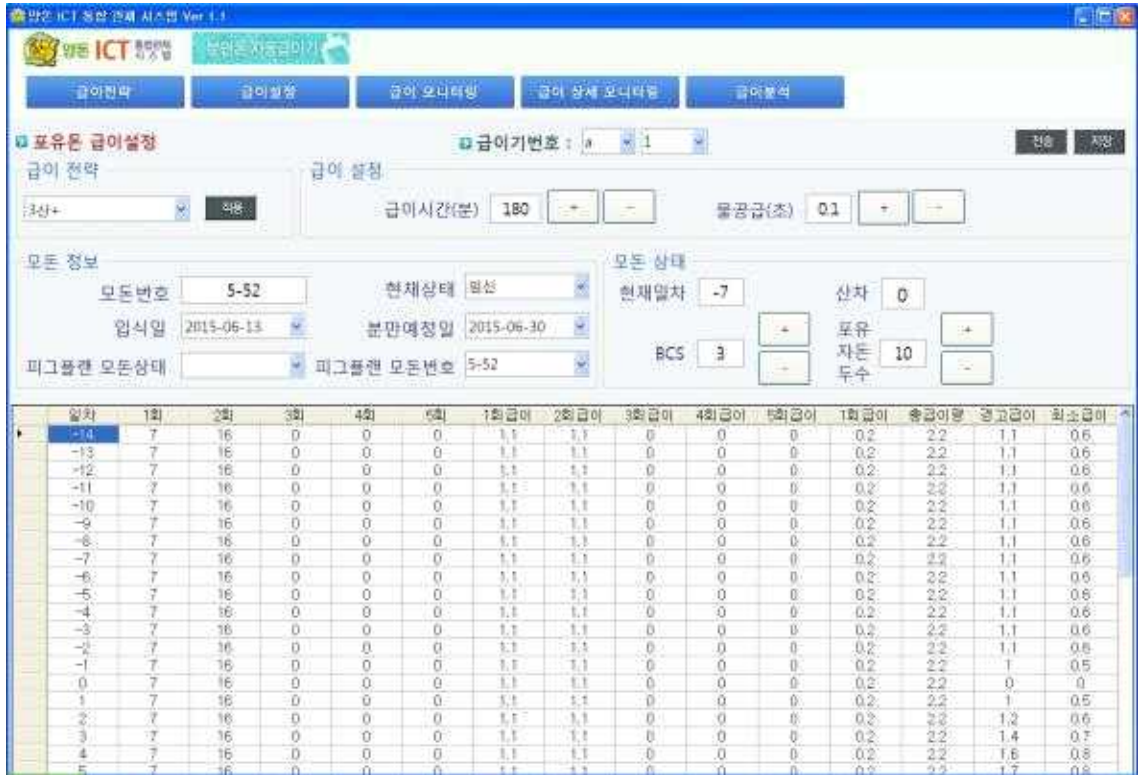 양돈 ICT 통합 관제 시스템 Ver 1.1
양돈 ICT
분만돈 자동급이기
급이전략 급이설정 급이 모니터링 급이 상세 모니터링 급이분석
포유돈 급이설정 급이기번호 : a 1 전송 저장
급이 전략 급이 설정
3산+ 적용 급이시간(분) 180 + - 물공급(초) 0.1 + -
모돈 정보 모돈 상태
모돈번호 5-52 현재상태 임신 현재일차 -7 산차 0
입식일 2015-06-13 분만예정일 2015-06-30
피그플랜 모돈상태 피그플랜 모돈번호 5-52 BCS 3 + - 포유 자돈 두수 10 + -
일차 1회 2회 3회 4회 5회 1회급이 2회급이 3회급이 4회급이 5회급이 1회급이 총급이량 경고급이 최소급이
-14 7 16 0 0 0 1.1 1.1 0 0 0 0.2 2.2 1.1 0.6
-13 7 16 0 0 0 1.1 1.1 0 0 0 0.2 2.2 1.1 0.6
-12 7 16 0 0 0 1.1 1.1 0 0 0 0.2 2.2 1.1 0.6
-11 7 16 0 0 0 1.1 1.1 0 0 0 0.2 2.2 1.1 0.6
-10 7 16 0 0 0 1.1 1.1 0 0 0 0.2 2.2 1.1 0.6
-9 7 16 0 0 0 1.1 1.1 0 0 0 0.2 2.2 1.1 0.6
-8 7 16 0 0 0 1.1 1.1 0 0 0 0.2 2.2 1.1 0.6
-7 7 16 0 0 0 1.1 1.1 0 0 0 0.2 2.2 1.1 0.6
-6 7 16 0 0 0 1.1 1.1 0 0 0 0.2 2.2 1.1 0.6
-5 7 16 0 0 0 1.1 1.1 0 0 0 0.2 2.2 1.1 0.6
-4 7 16 0 0 0 1.1 1.1 0 0 0 0.2 2.2 1.1 0.6
-3 7 16 0 0 0 1.1 1.1 0 0 0 0.2 2.2 1.1 0.6
-2 7 16 0 0 0 1.1 1.1 0 0 0 0.2 2.2 1.1 0.6
-1 7 16 0 0 0 1.1 1.1 0 0 0 0.2 2.2 1 0.5
0 7 16 0 0 0 1.1 1.1 0 0 0 0.2 2.2 0 0
1 7 16 0 0 0 1.1 1.1 0 0 0 0.2 2.2 1 0.5
2 7 16 0 0 0 1.1 1.1 0 0 0 0.2 2.2 1.2 0.6
3 7 16 0 0 0 1.1 1.1 0 0 0 0.2 2.2 1.4 0.7
4 7 16 0 0 0 1.1 1.1 0 0 0 0.2 2.2 1.6 0.8
5 7 16 0 0 0 1.1 1.1 0 0 0 0.2 2.2 1.7 0.8